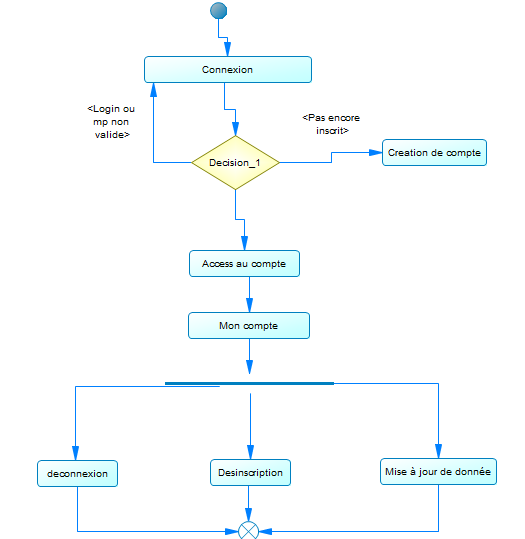 Connexion
<Login ou
mp non
valide>
<Pas encore
inscrit>
Decision_1
Creation de compte
Access au compte
Mon compte
deconnexion
Desinscription
Mise à jour de donnée